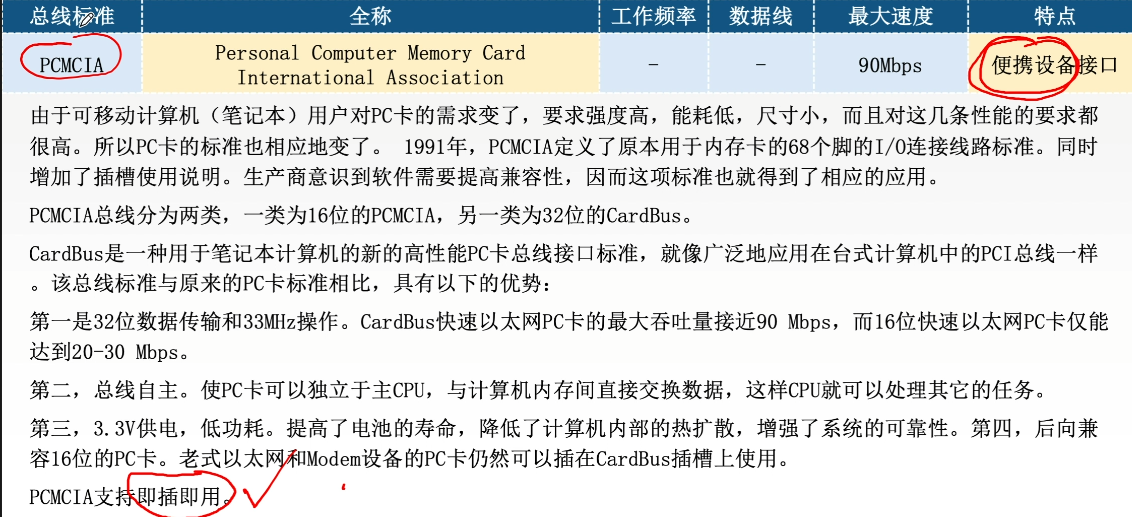 总线标准 全称 工作频率 数据线 最大速度 特点
PCMCIA Personal Computer Memory Card International Association － － 90Mbps 便携设备接口
由于可移动计算机（笔记本）用户对PC卡的需求变了，要求强度高，能耗低，尺寸小，而且对这几条性能的要求都
很高。所以PC卡的标准也相应地变了。 1991年，PCMCIA定义了原本用于内存卡的68个脚的I/O连接线路标准。同时
增加了插槽使用说明。生产商意识到软件需要提高兼容性，因而这项标准也就得到了相应的应用。
PCMCIA总线分为两类，一类为16位的PCMCIA，另一类为32位的CardBus。
CardBus是一种用于笔记本计算机的新的高性能PC卡总线接口标准，就像广泛地应用在台式计算机中的PCI总线一样
。该总线标准与原来的PC卡标准相比，具有以下的优势：
第一是32位数据传输和33MHz操作。CardBus快速以太网PC卡的最大吞吐量接近90 Mbps，而16位快速以太网PC卡仅能
达到20-30 Mbps。
第二，总线自主。使PC卡可以独立于主CPU，与计算机内存间直接交换数据，这样CPU就可以处理其它的任务。
第三，3.3V供电，低功耗。提高了电池的寿命，降低了计算机内部的热扩散，增强了系统的可靠性。第四，后向兼
容16位的PC卡。老式以太网和Modem设备的PC卡仍然可以插在CardBus插槽上使用。
PCMCIA支持即插即用。